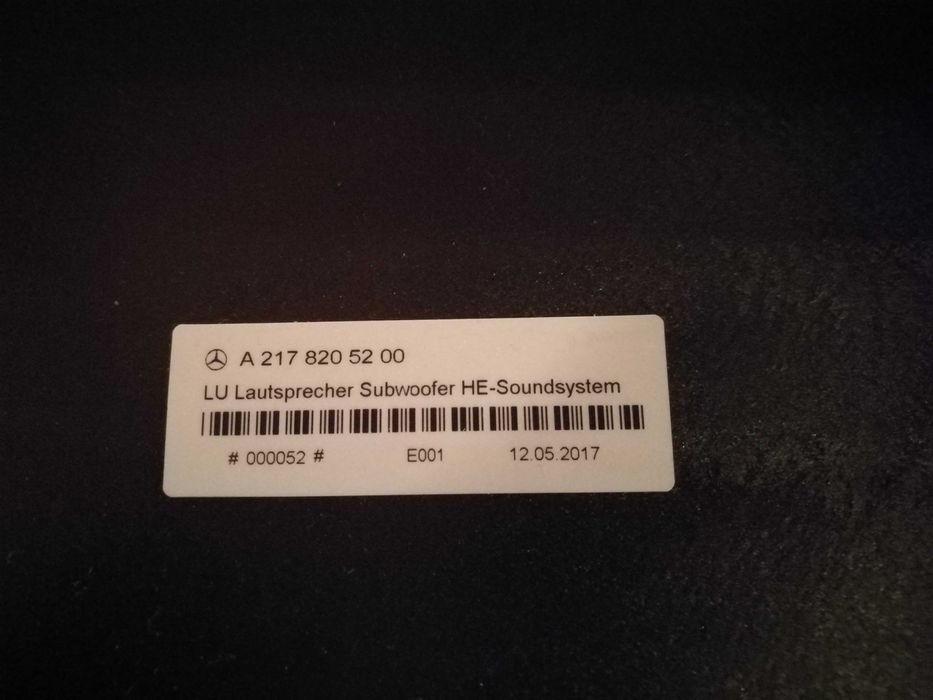 A 217 820 52 00
LU Lautsprecher Subwoofer HE-Soundsystem
# 000052 # E001 12.05.2017